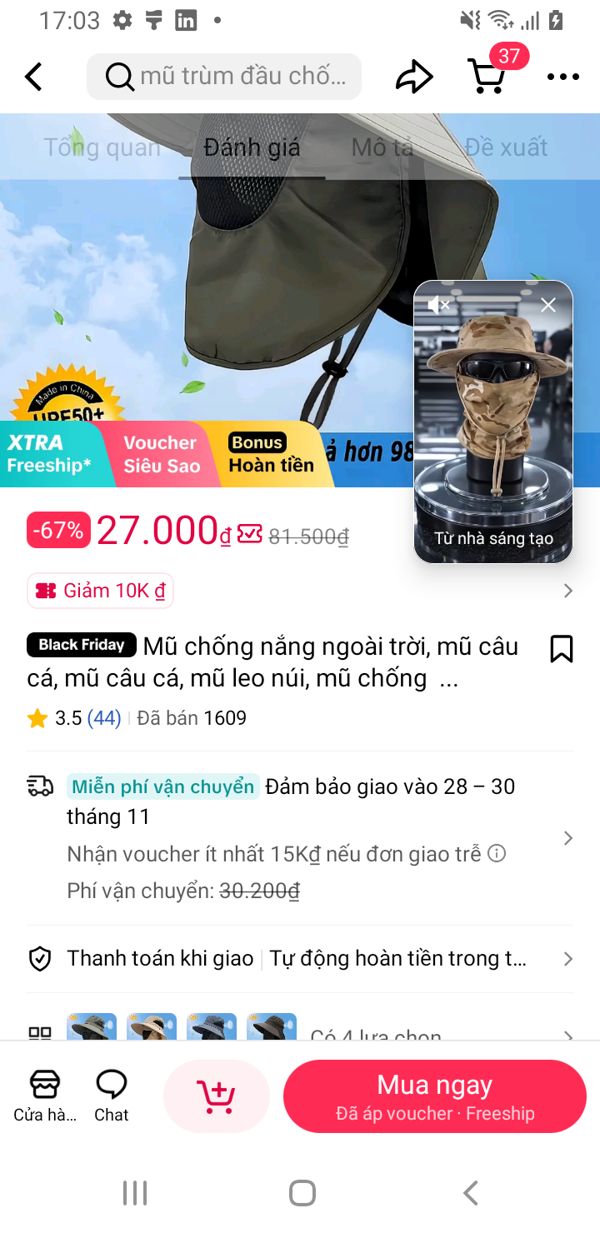 17:03
37
mũ trùm đầu chố...
Tổng quan
Đánh giá
Mô tả
Đề xuất
Made in China
UPF50+
XTRA
Freeship*
Voucher
Siêu Sao
Bonus
Hoàn tiền
hơn 98
Từ nhà sáng tạo
-67% 27.000₫ 81.500₫
Giảm 10K ₫
Black Friday Mũ chống nắng ngoài trời, mũ câu
cá, mũ câu cá, mũ leo núi, mũ chống ...
3.5 (44) Đã bán 1609
Miễn phí vận chuyển Đảm bảo giao vào 28 – 30
tháng 11
Nhận voucher ít nhất 15K₫ nếu đơn giao trễ
Phí vận chuyển: 30.200₫
Thanh toán khi giao Tự động hoàn tiền trong t...
Có 4 lựa chọn
Cửa hà...
Chat
Mua ngay
Đã áp voucher · Freeship